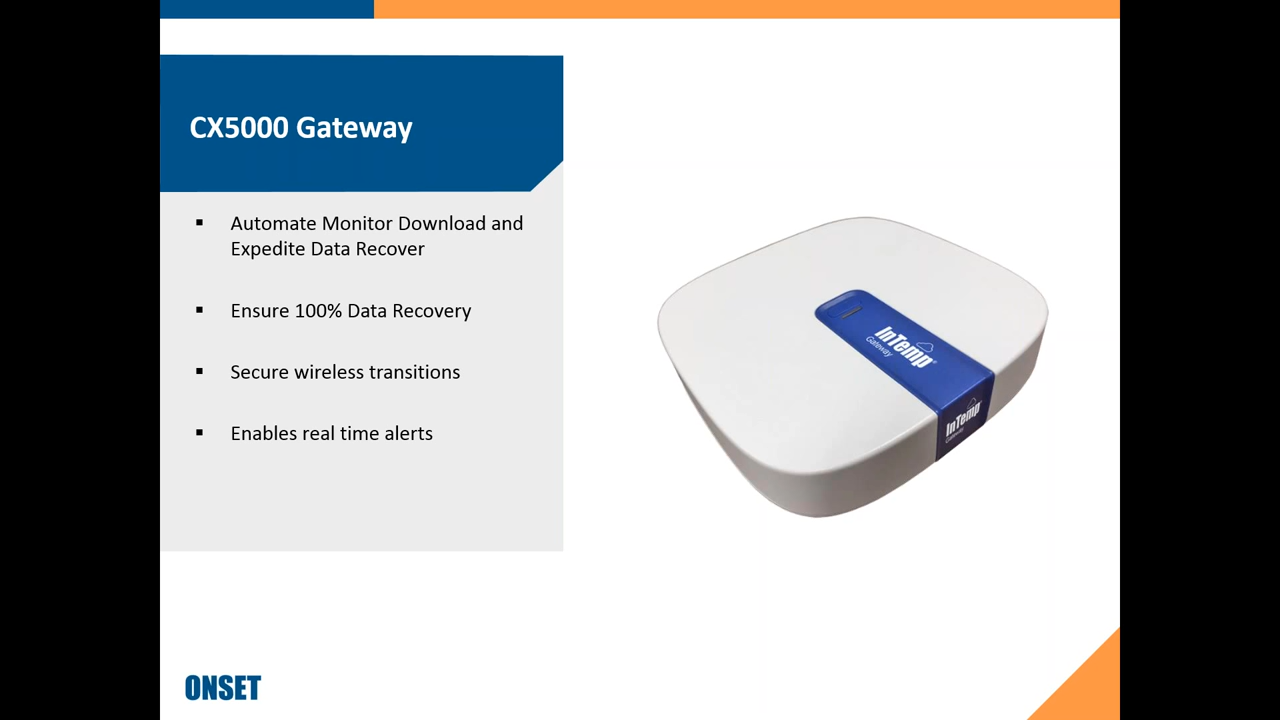 CX5000 Gateway
▪ Automate Monitor Download and
Expedite Data Recover
▪ Ensure 100% Data Recovery
▪ Secure wireless transitions
▪ Enables real time alerts
InTemp®
Gateway
InTemp®
Gateway
ONSET